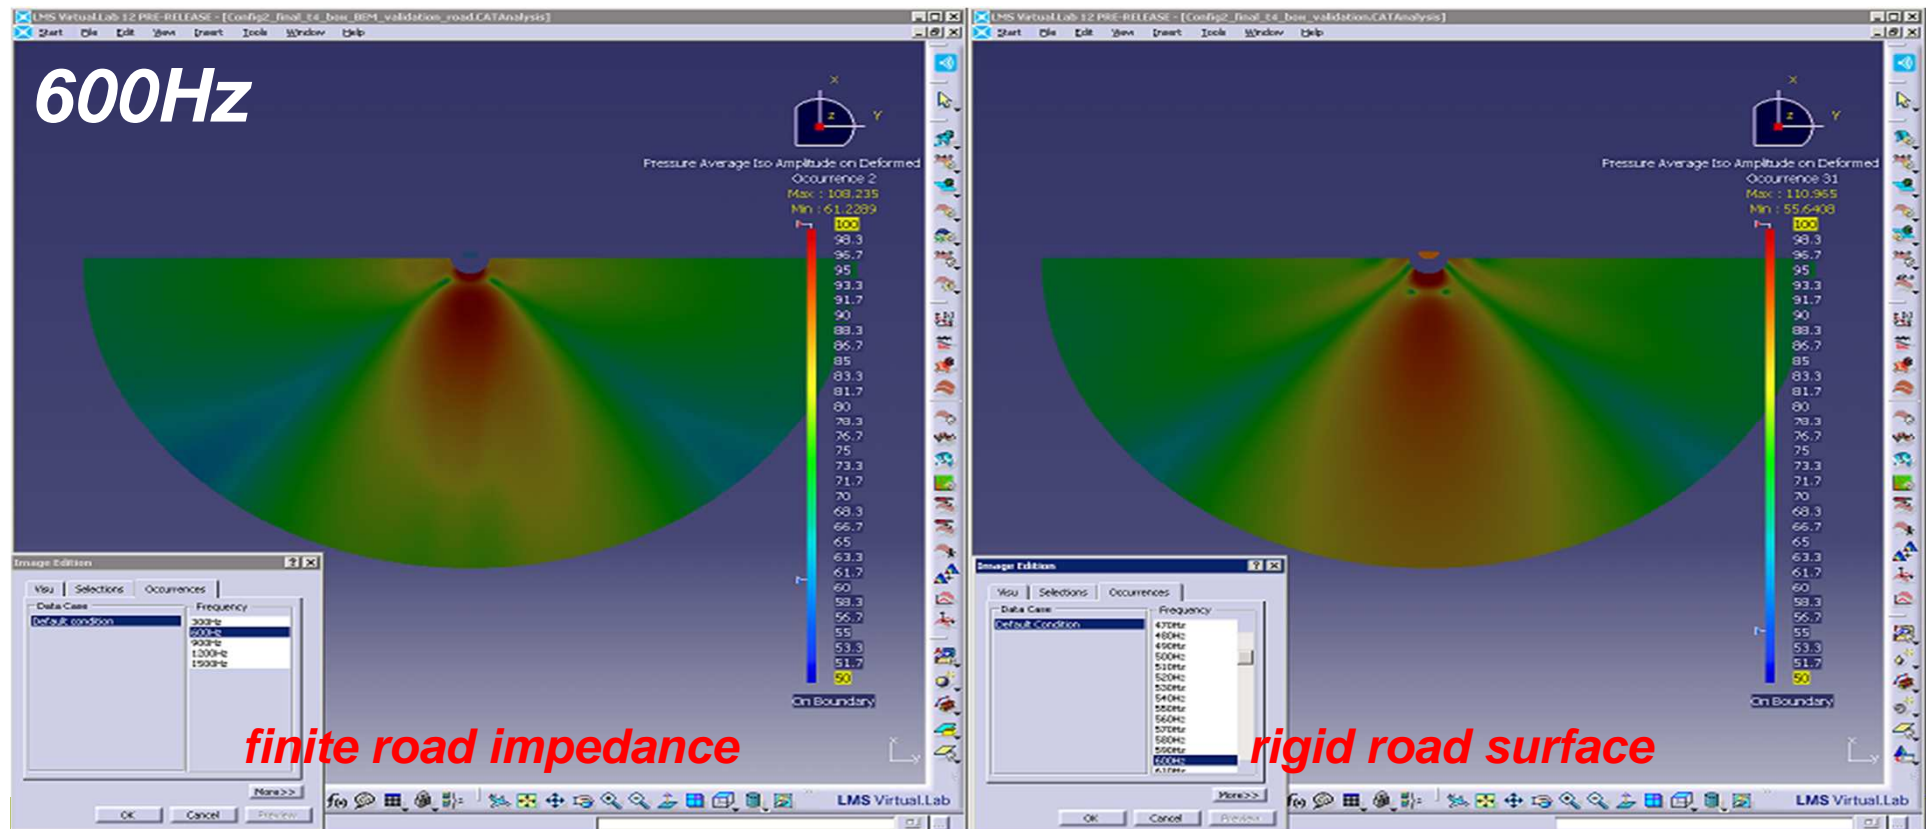 LMS Virtual.Lab 12 PRE-RELEASE - [Config2_final_t4_box_BEM_validation_road.CATAnalysis]
Start File Edit View Insert Tools Window Help
600Hz
X
Y
z
Pressure Average Iso Amplitude on Deformed
Occurrence 2
Max : 108.235
Min : 61.2289
100
98.3
96.7
95
93.3
91.7
90
88.3
86.7
85
83.3
81.7
80
78.3
76.7
75
73.3
71.7
70
68.3
66.7
65
63.3
61.7
60
58.3
56.7
55
53.3
51.7
50
On Boundary
Image Edition
Visu Selections Occurrences
Data Case
Default condition
Frequency
300Hz
600Hz
900Hz
1200Hz
1500Hz
More>>
OK Cancel Preview
finite road impedance
x
y
f(x)
LMS Virtual.Lab
LMS Virtual.Lab 12 PRE-RELEASE - [Config2_final_t4_box_validation.CATAnalysis]
Start File Edit View Insert Tools Window Help
X
Y
z
Pressure Average Iso Amplitude on Deformed
Occurrence 31
Max : 110.965
Min : 55.6408
100
98.3
96.7
95
93.3
91.7
90
88.3
86.7
85
83.3
81.7
80
78.3
76.7
75
73.3
71.7
70
68.3
66.7
65
63.3
61.7
60
58.3
56.7
55
53.3
51.7
50
On Boundary
Image Edition
Visu Selections Occurrences
Data Case
Default Condition
Frequency
470Hz
480Hz
490Hz
500Hz
510Hz
520Hz
530Hz
540Hz
550Hz
560Hz
570Hz
580Hz
590Hz
600Hz
610Hz
More>>
OK Cancel Preview
rigid road surface
x
y
f(x)
LMS Virtual.Lab